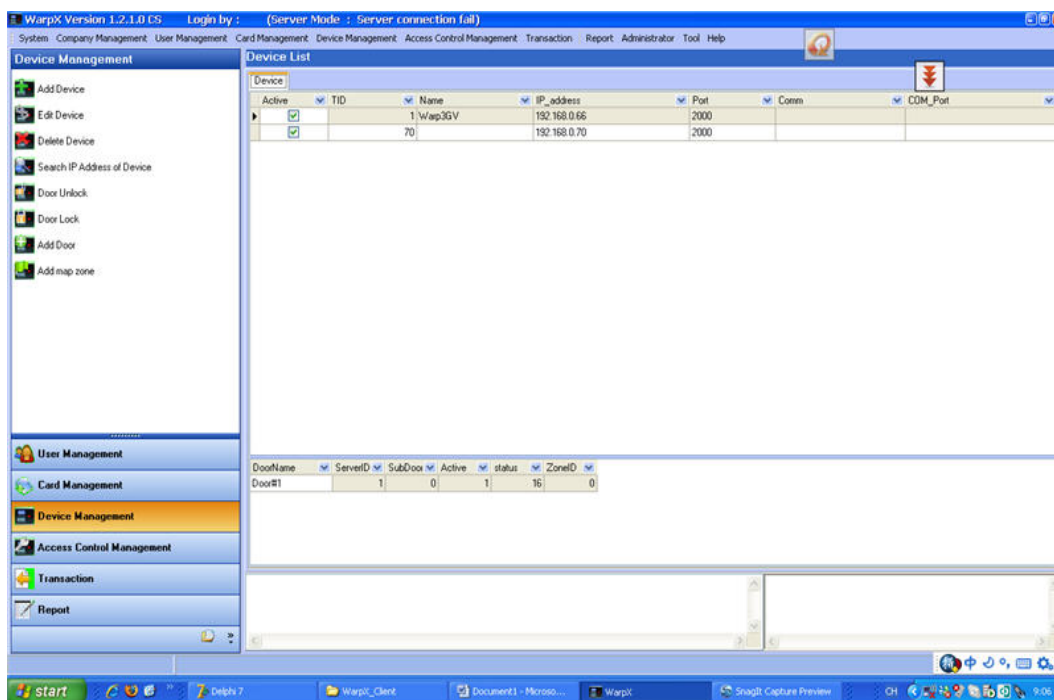 WarpX Version 1.2.1.0 CS Login by : (Server Mode : Server connection fail)
System Company Management User Management Card Management Device Management Access Control Management Transaction Report Administrator Tool Help
Device Management
Add Device
Edit Device
Delete Device
Search IP Address of Device
Door Unlock
Door Lock
Add Door
Add map zone
User Management
Card Management
Device Management
Access Control Management
Transaction
Report
Device List
Device
Active TID Name IP_address Port Comm COM_Port
1 Warp3GV 192.168.0.66 2000
70 192.168.0.70 2000
DoorName ServerID SubDoor Active status ZoneID
Door#1 1 0 1 16 0
中
start Delphi 7 WarpX_Client Document1 - Microso... WarpX SnagIt Capture Preview CH